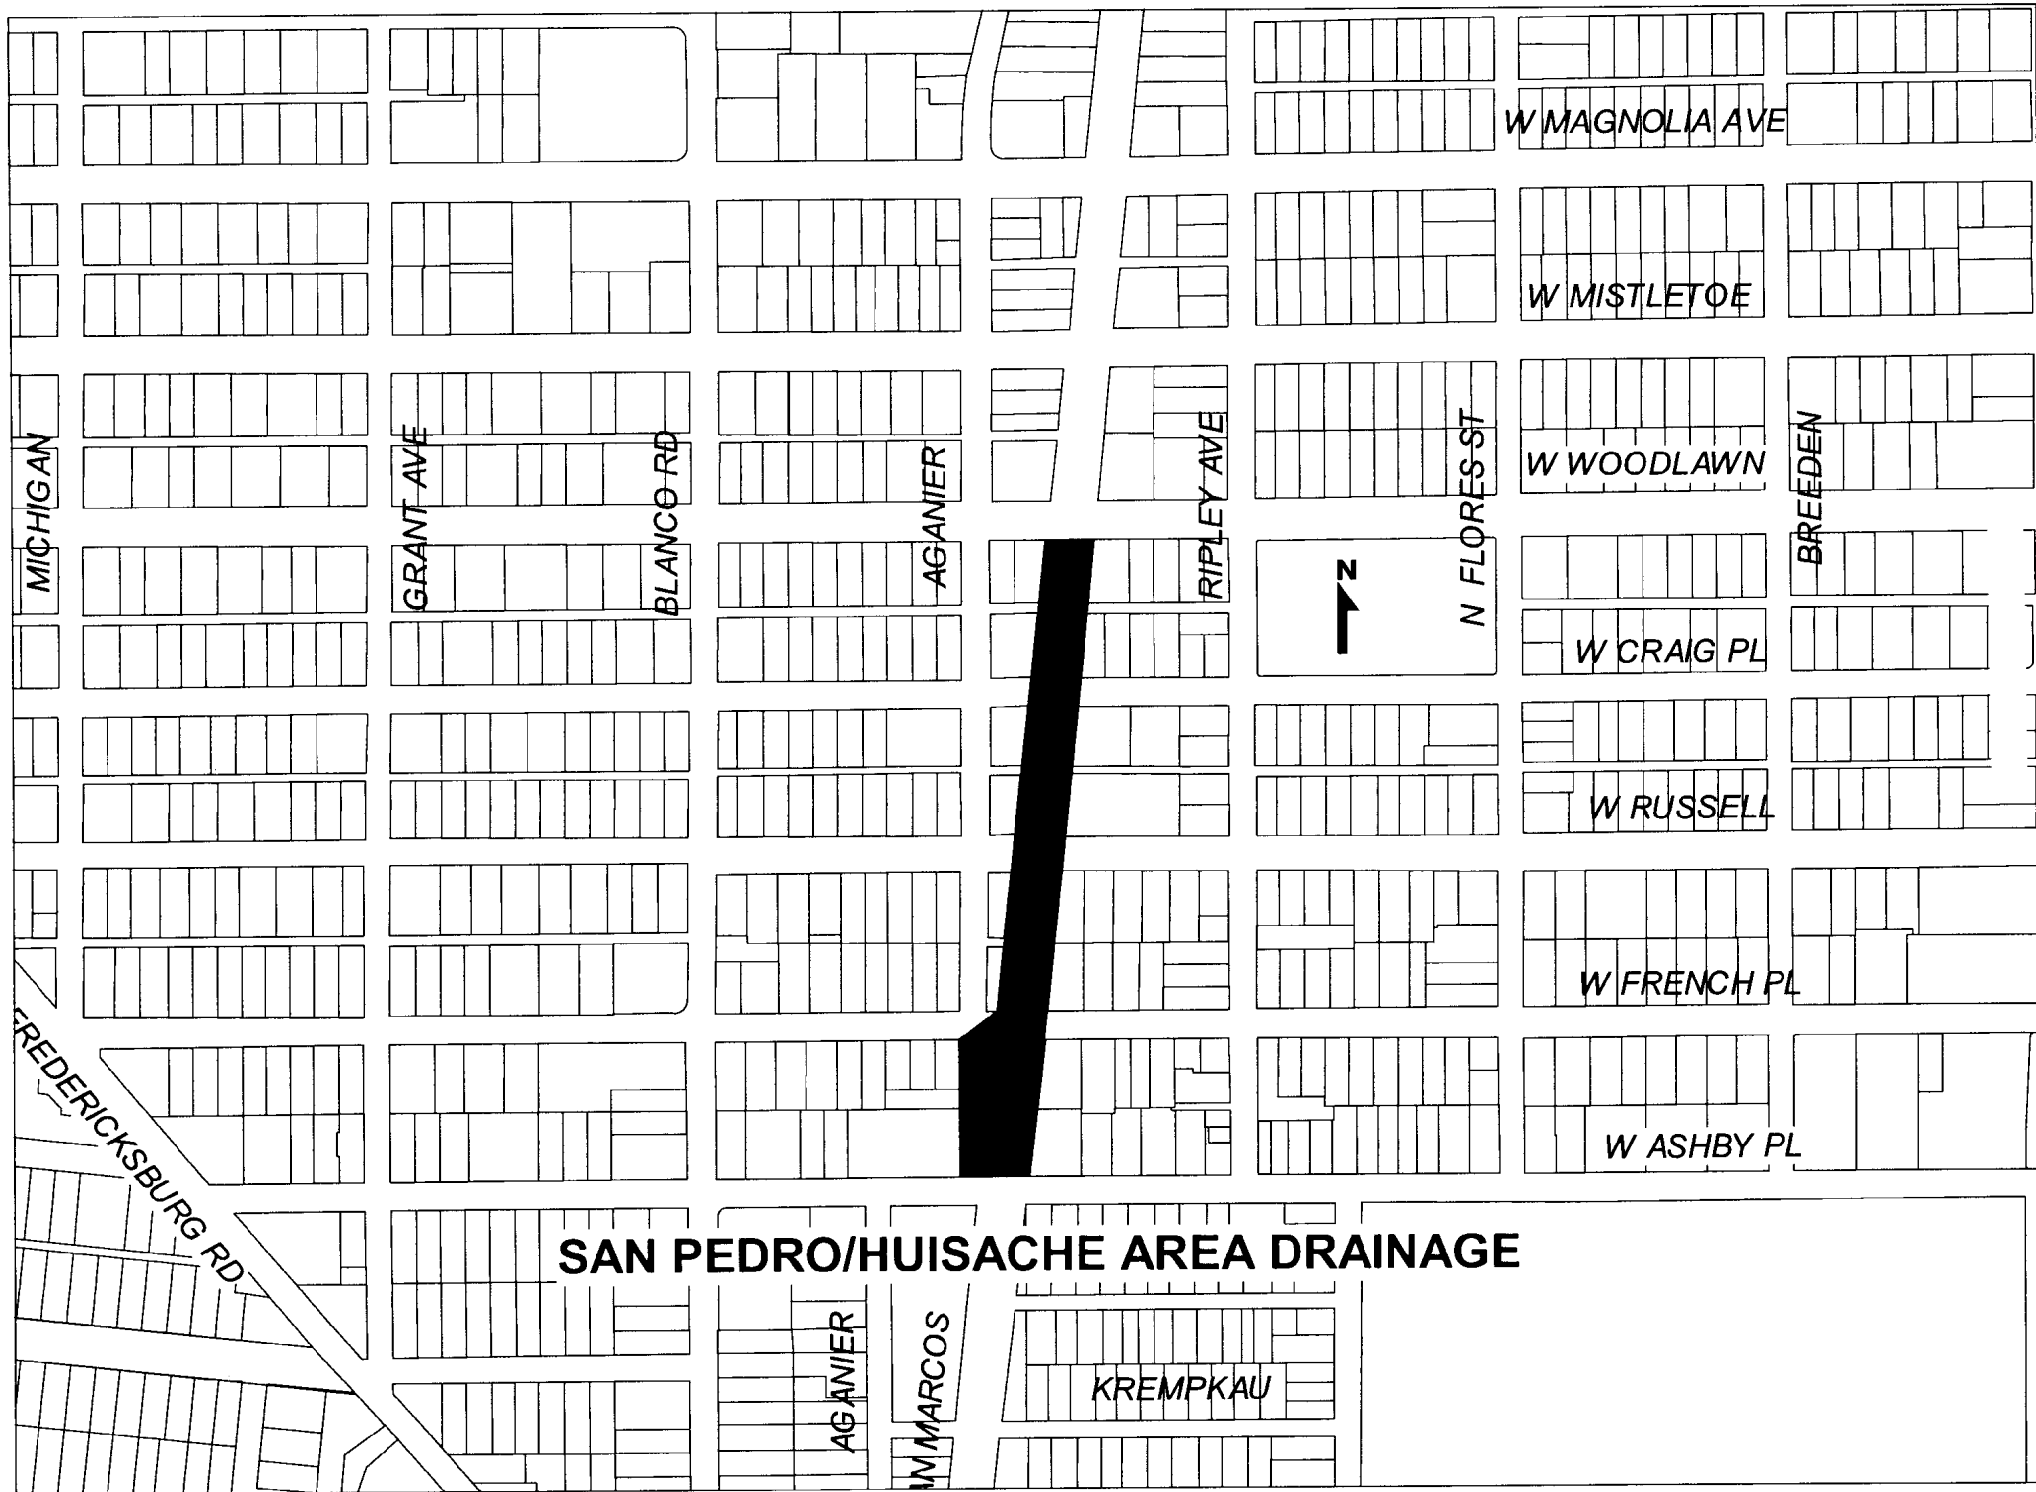 W MAGNOLIA AVE
W MISTLETOE
MICHIGAN
GRANT AVE
BLANCO RD
AGANIER
RIPLEY AVE
N FLORES ST
W WOODLAWN
BREEDEN
N
W CRAIG PL
W RUSSELL
W FRENCH PL
FREDERICKSBURG RD
W ASHBY PL
SAN PEDRO/HUISACHE AREA DRAINAGE
AGANIER
AN MARCOS
KREMPKAU